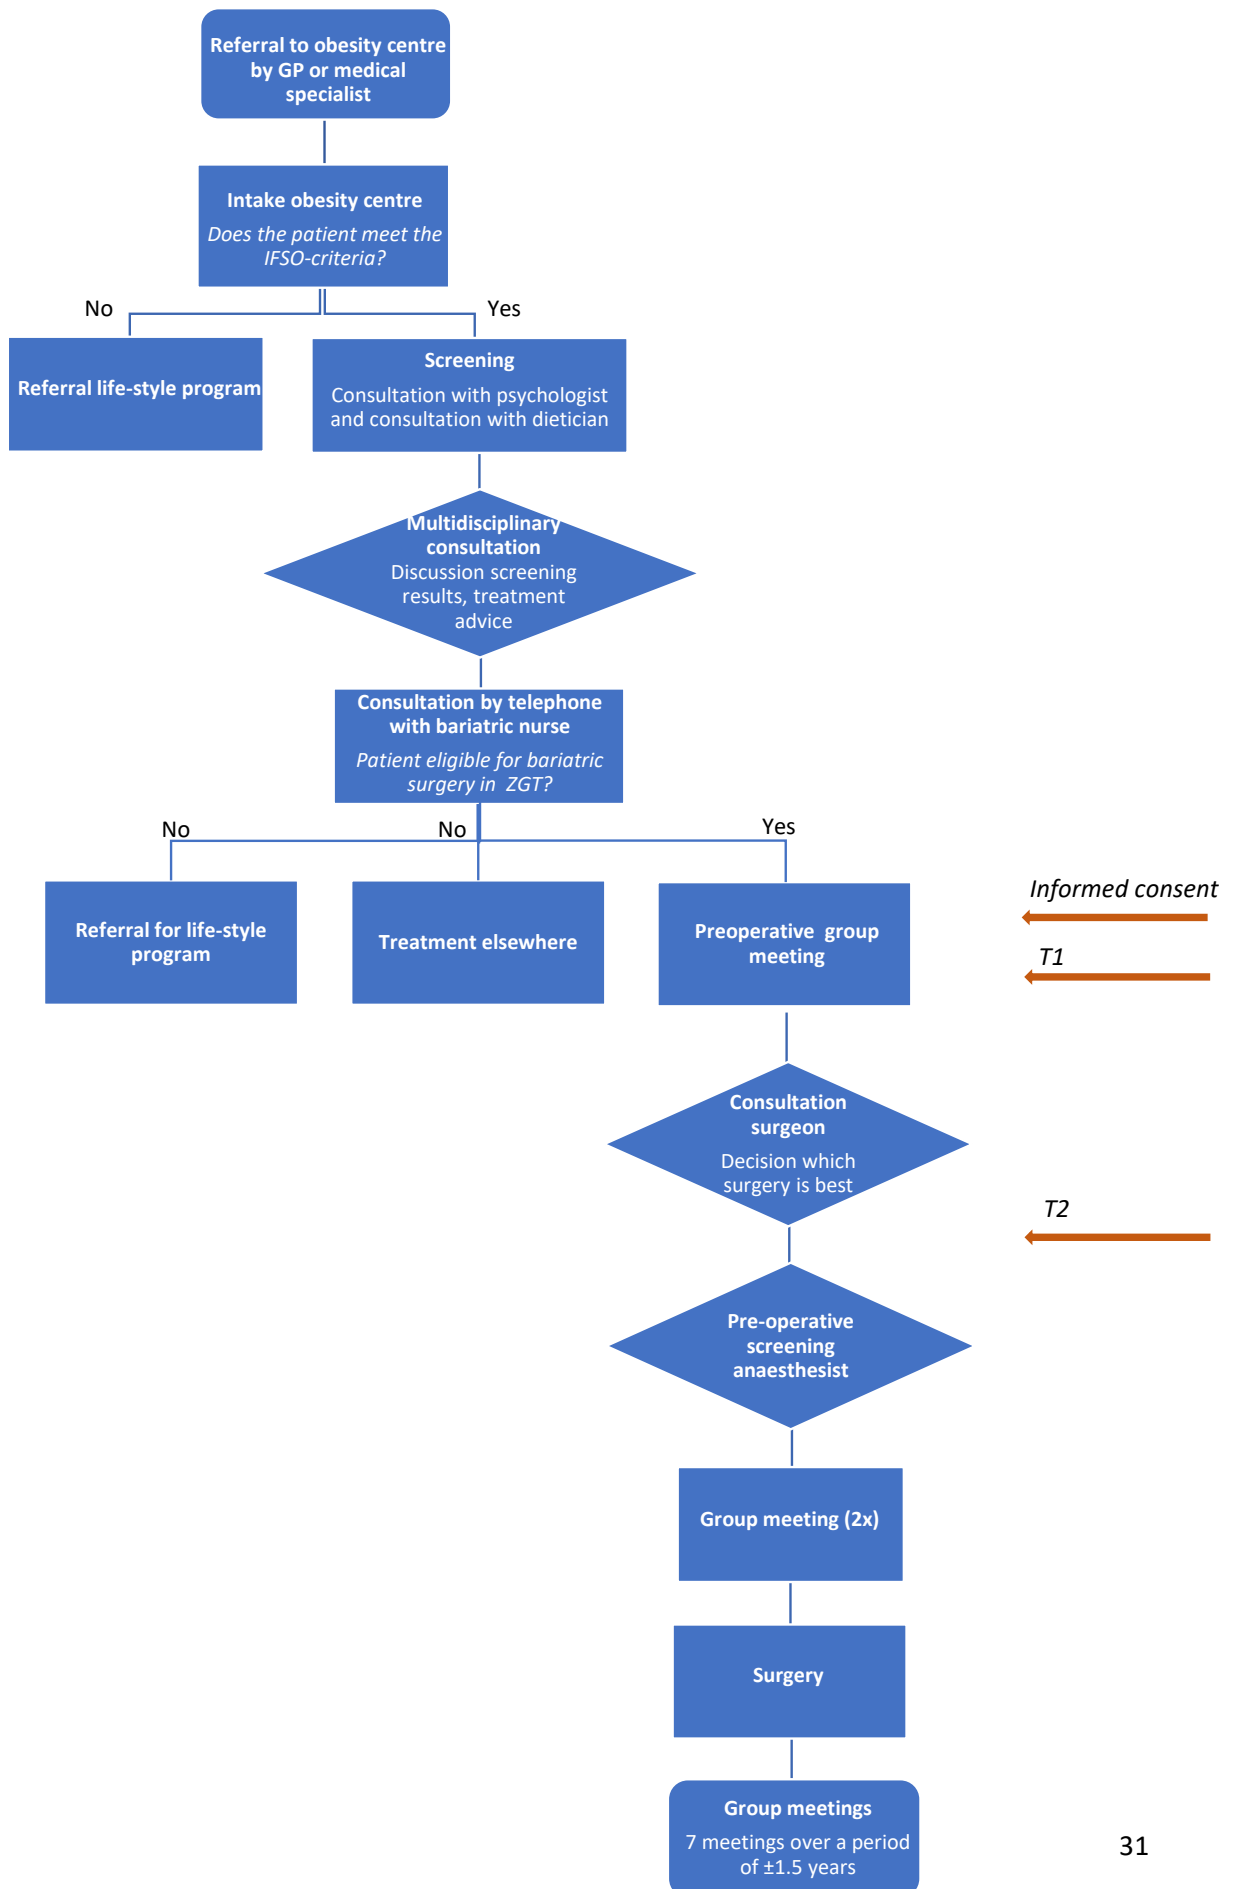 Referral to obesity centre
by GP or medical
specialist
Intake obesity centre
Does the patient meet the
IFSO-criteria?
No
Yes
Referral life-style program
Screening
Consultation with psychologist
and consultation with dietician
Multidisciplinary
consultation
Discussion screening
results, treatment
advice
Consultation by telephone
with bariatric nurse
Patient eligible for bariatric
surgery in ZGT?
No
No
Yes
Referral for life-style
program
Treatment elsewhere
Preoperative group
meeting
Informed consent
T1
Consultation
surgeon
Decision which
surgery is best
T2
Pre-operative
screening
anaesthesist
Group meeting (2x)
Surgery
Group meetings
7 meetings over a period
of ±1.5 years
31